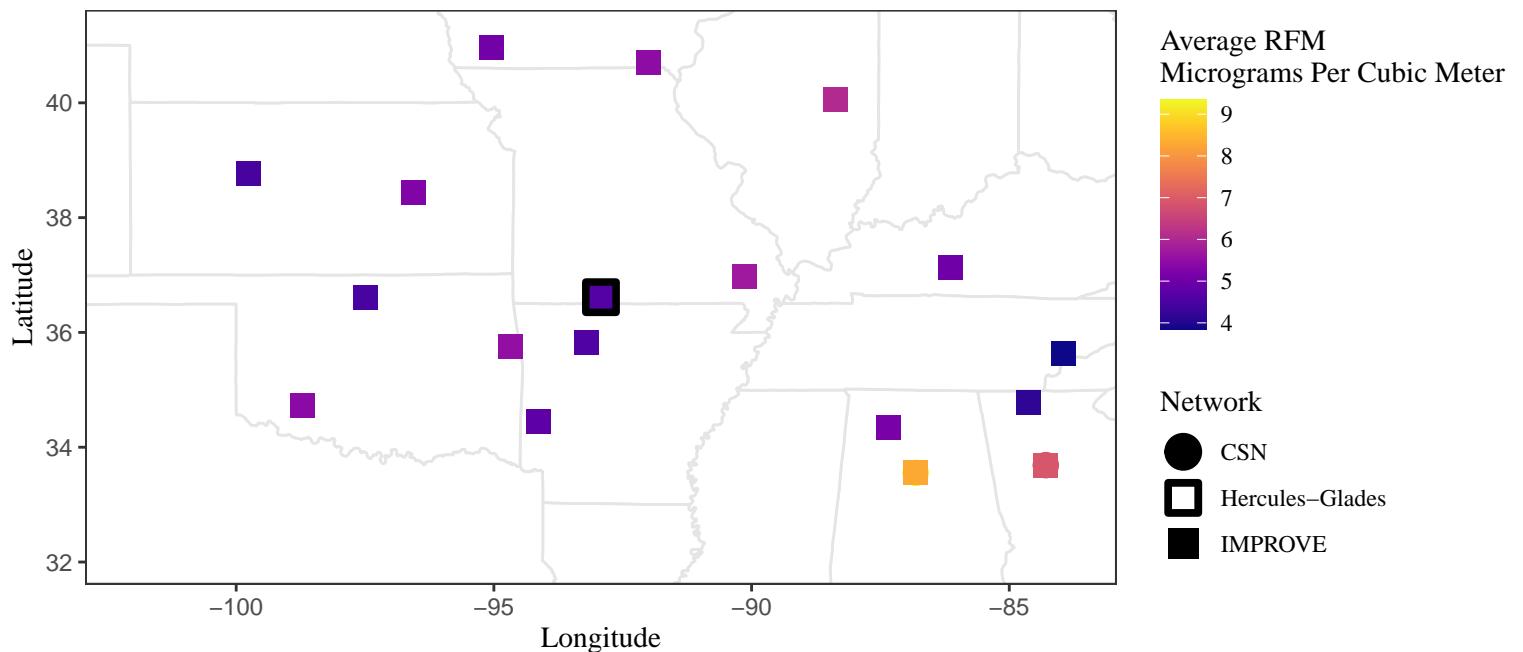 Average RFM
Micrograms Per Cubic Meter
9
8
7
6
5
4
Network
CSN
Hercules−Glades
IMPROVE
Latitude
40
38
36
34
32
−100
−95
−90
−85
Longitude